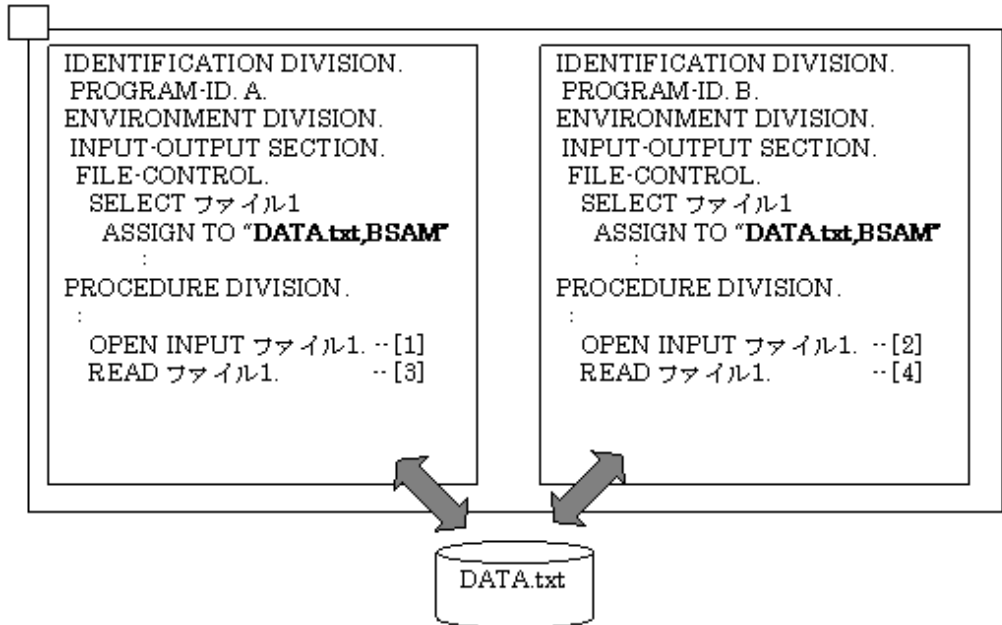 IDENTIFICATION DIVISION.
PROGRAM-ID. A.
ENVIRONMENT DIVISION.
INPUT-OUTPUT SECTION.
FILE-CONTROL.
SELECT ファイル1
ASSIGN TO “DATA.txt,BSAM”
:
PROCEDURE DIVISION.
:
OPEN INPUT ファイル1. --[1]
READ ファイル1. --[3]
IDENTIFICATION DIVISION.
PROGRAM-ID. B.
ENVIRONMENT DIVISION.
INPUT-OUTPUT SECTION.
FILE-CONTROL.
SELECT ファイル1
ASSIGN TO “DATA.txt,BSAM”
:
PROCEDURE DIVISION.
:
OPEN INPUT ファイル1. --[2]
READ ファイル1. --[4]
DATA.txt